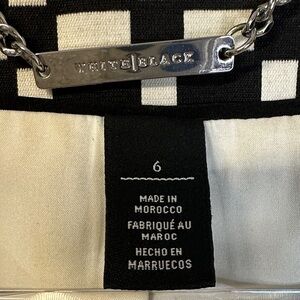 WHITE|BLACK
6
MADE IN
MOROCCO
FABRIQUÉ AU
MAROC
HECHO EN
MARRUECOS